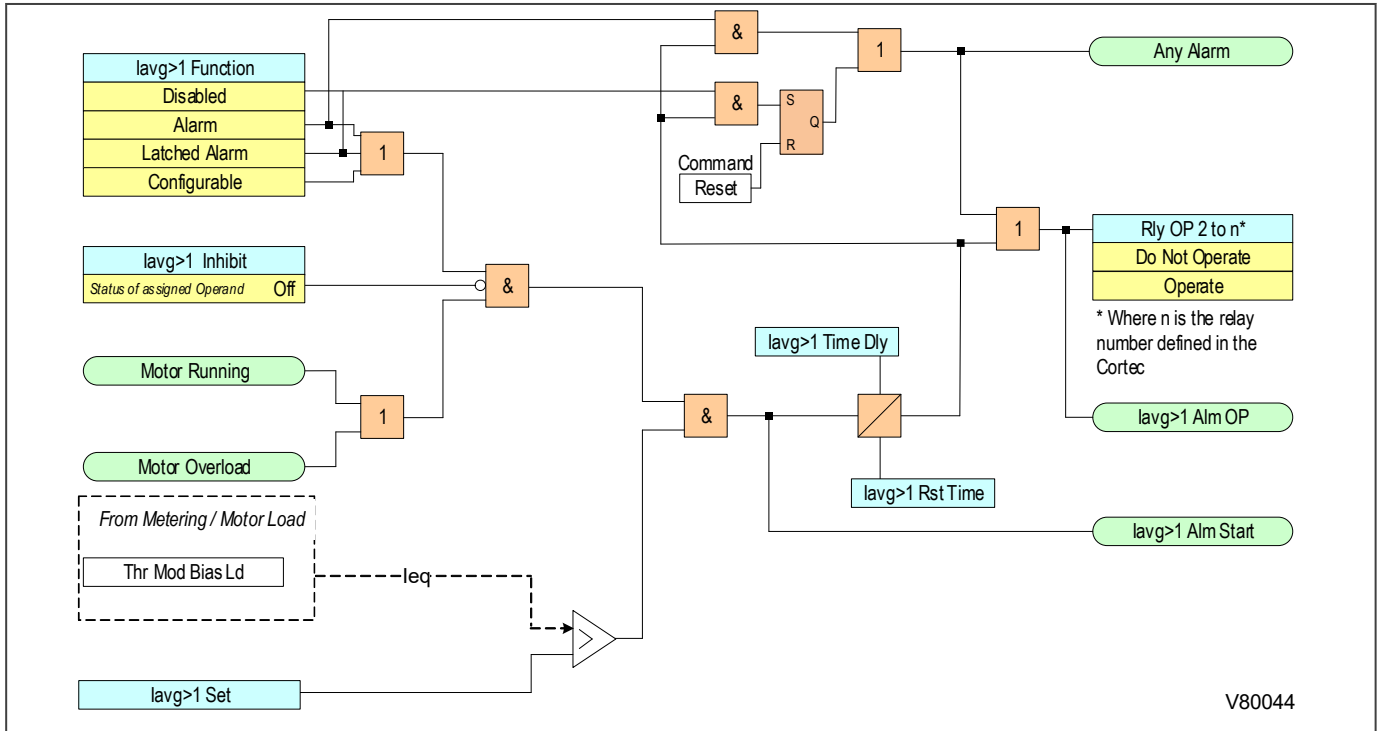 Iavg>1 Function
Disabled
Alarm
Latched Alarm
Configurable
1
&
&
S
R
Q
Command
Reset
1
Any Alarm
Iavg>1 Inhibit
Status of assigned Operand Off
&
1
Rly OP 2 to n*
Do Not Operate
Operate
* Where n is the relay
number defined in the
Cortec
Motor Running
Motor Overload
1
&
Iavg>1 Time Dly
Iavg>1 Rst Time
Iavg>1 Alm OP
Iavg>1 Alm Start
From Metering / Motor Load
Thr Mod Bias Ld
Ieq
>
Iavg>1 Set
V80044